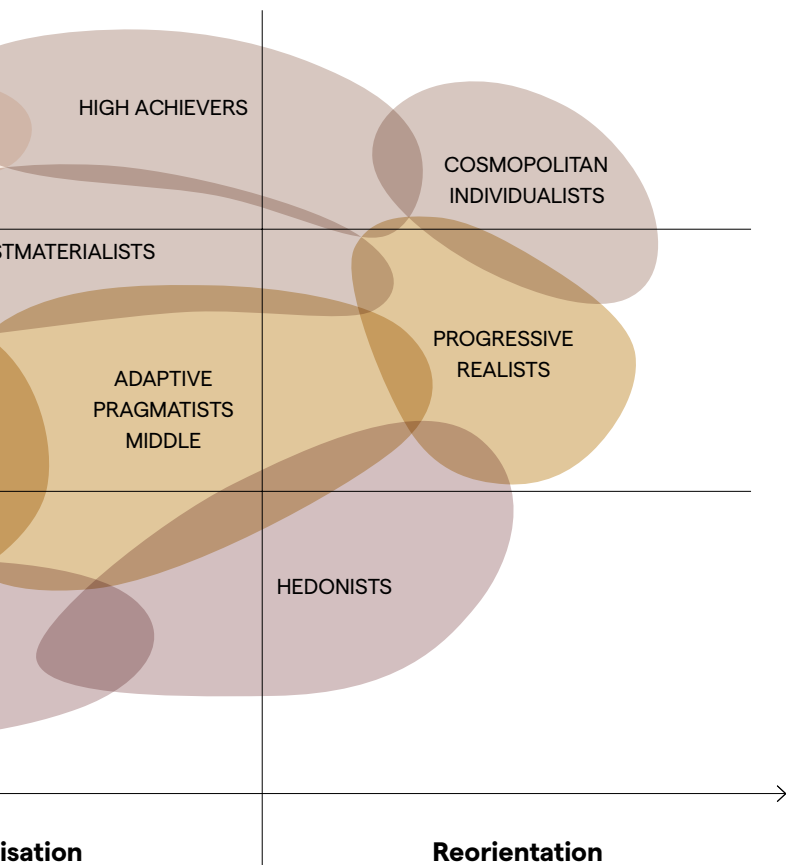 HIGH ACHIEVERS
COSMOPOLITAN
INDIVIDUALISTS
STMATERIALISTS
PROGRESSIVE
REALISTS
ADAPTIVE
PRAGMATISTS
MIDDLE
HEDONISTS
isation
Reorientation